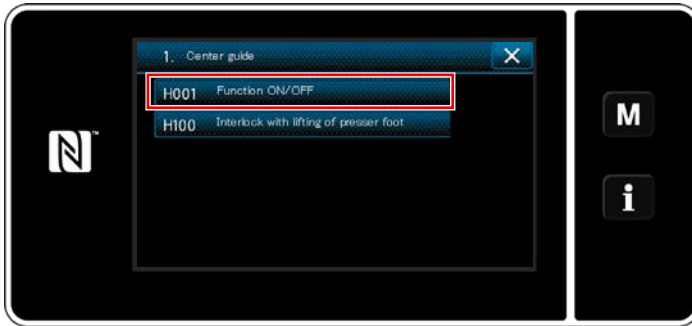 1. Center guide
H001 Function ON/OFF
H100 Interlock with lifting of presser foot
M
i
N